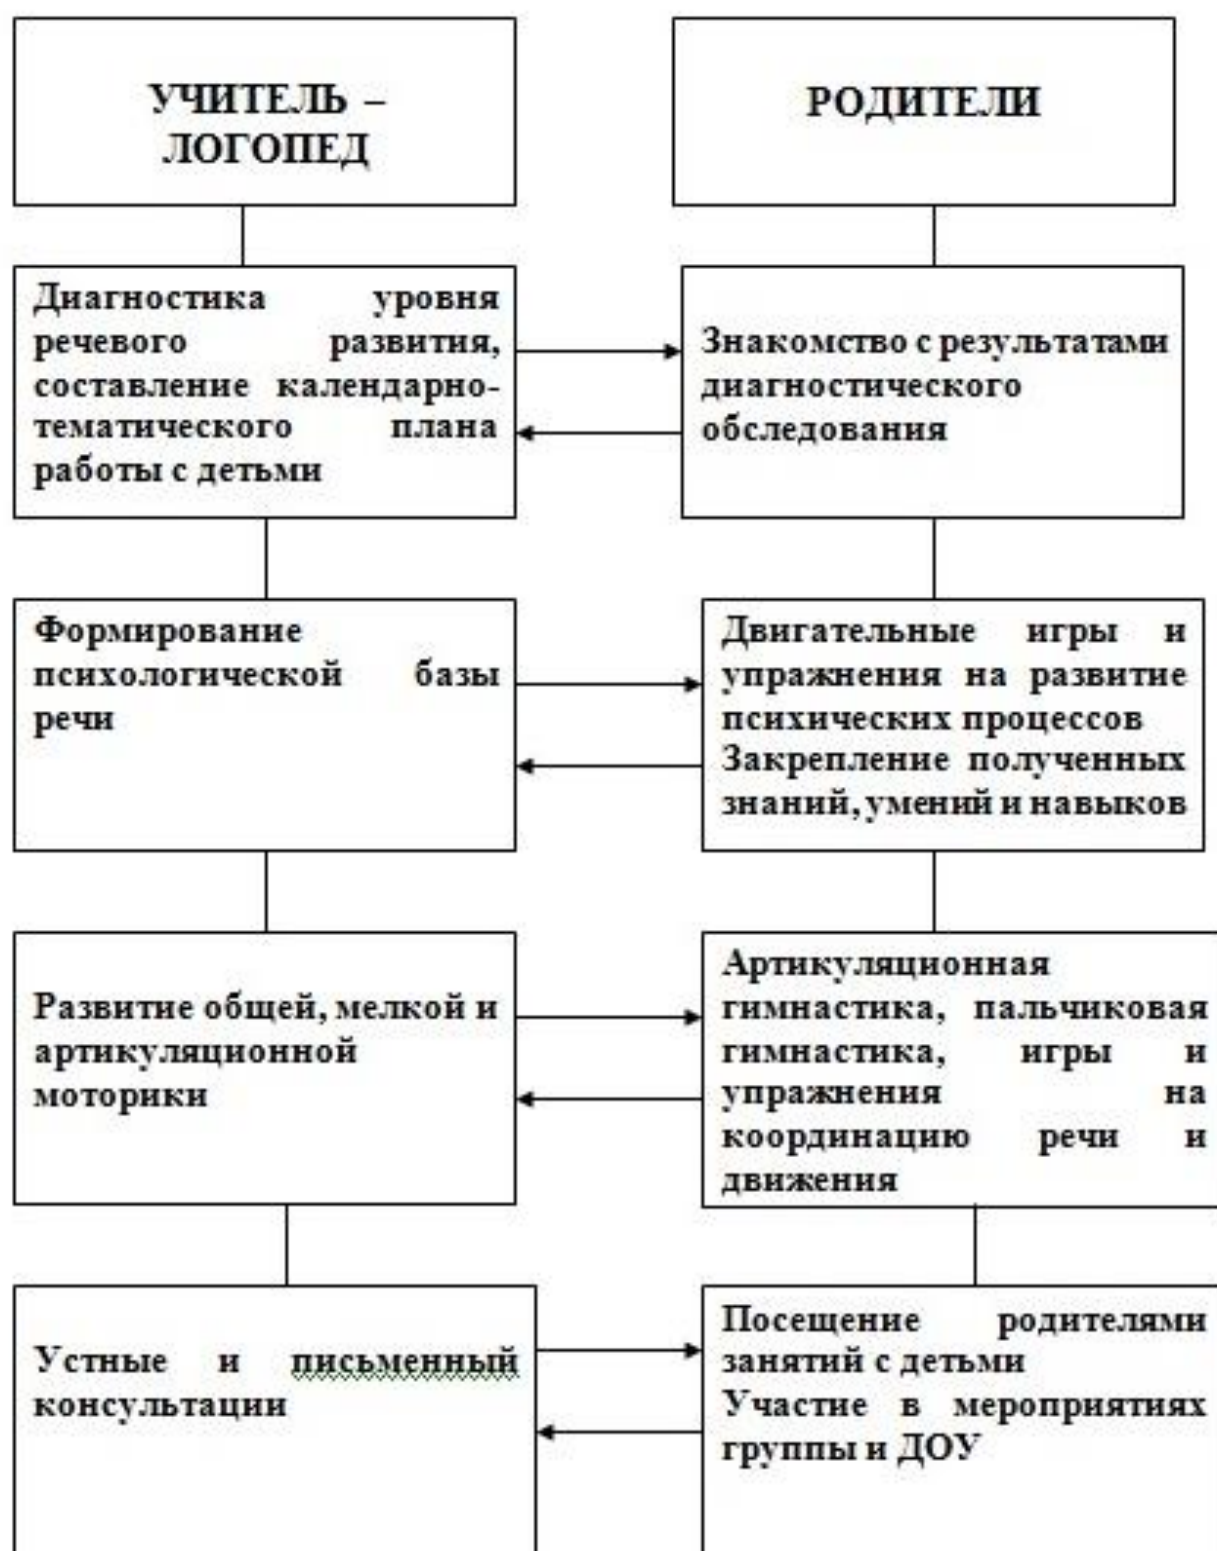 УЧИТЕЛЬ –
ЛОГОПЕД
РОДИТЕЛИ
Диагностика уровня
речевого развития,
составление календарно-
тематического плана
работы с детьми
Знакомство с результатами
диагностического
обследования
Формирование
психологической базы
речи
Двигательные игры и
упражнения на развитие
психических процессов
Закрепление полученных
знаний, умений и навыков
Развитие общей, мелкой и
артикуляционной
моторики
Артикуляционная
гимнастика, пальчиковая
гимнастика, игры и
упражнения на
координацию речи и
движения
Устные и письменный
консультации
Посещение родителями
занятий с детьми
Участие в мероприятиях
группы и ДОУ